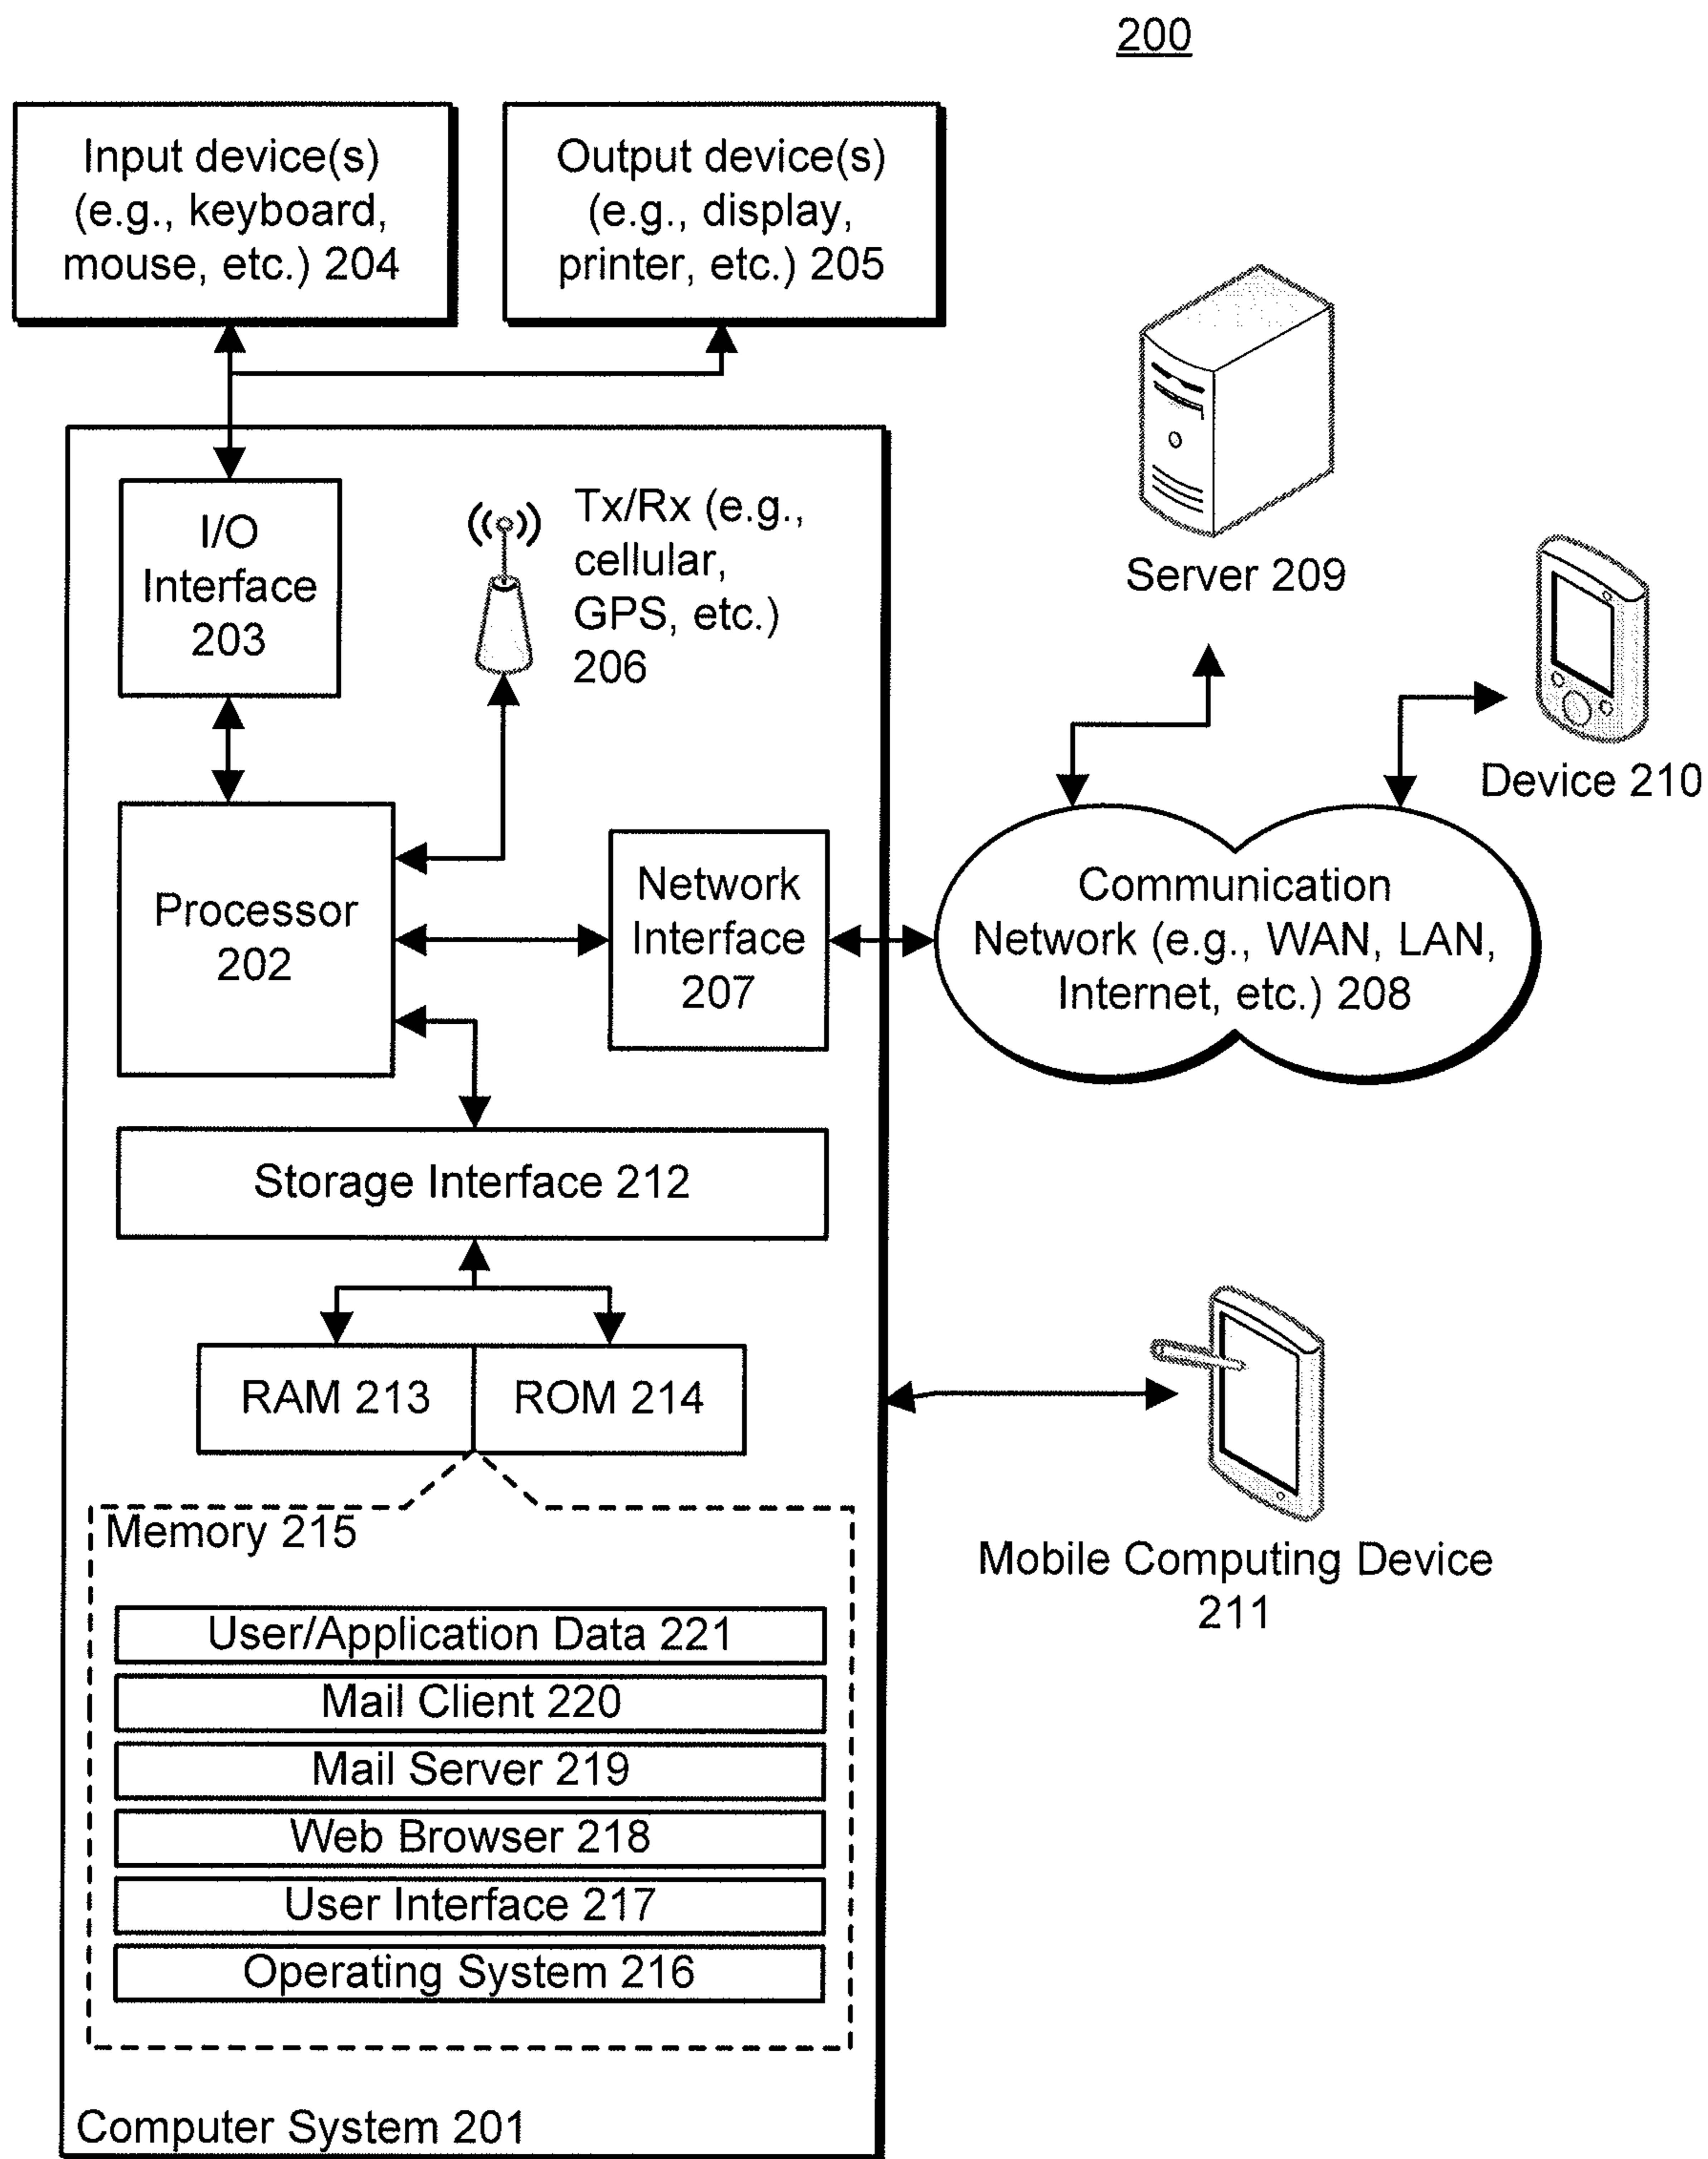 200
Input device(s)
(e.g., keyboard,
mouse, etc.) 204
Output device(s)
(e.g., display,
printer, etc.) 205
I/O
Interface
203
Tx/Rx (e.g.,
cellular,
GPS, etc.)
206
Server 209
Device 210
Processor
202
Network
Interface
207
Communication
Network (e.g., WAN, LAN,
Internet, etc.) 208
Storage Interface 212
RAM 213
ROM 214
Memory 215
Mobile Computing Device
211
User/Application Data 221
Mail Client 220
Mail Server 219
Web Browser 218
User Interface 217
Operating System 216
Computer System 201